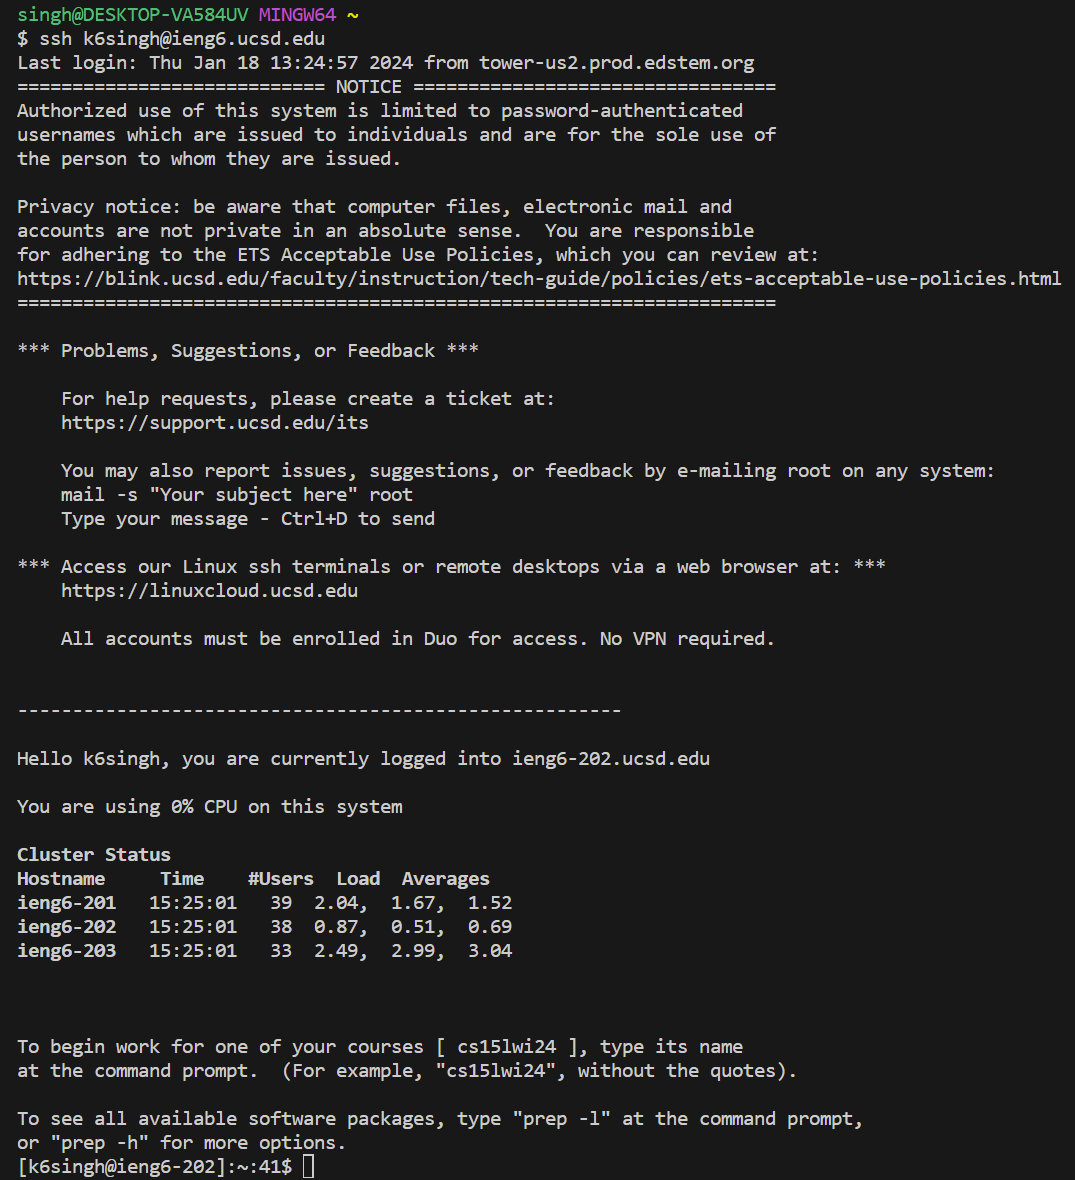 singh@DESKTOP-VA584UV MINGW64 ~
$ ssh k6singh@ieng6.ucsd.edu
Last login: Thu Jan 18 13:24:57 2024 from tower-us2.prod.edstem.org
============================ NOTICE =================================
Authorized use of this system is limited to password-authenticated
usernames which are issued to individuals and are for the sole use of
the person to whom they are issued.

Privacy notice: be aware that computer files, electronic mail and
accounts are not private in an absolute sense.  You are responsible
for adhering to the ETS Acceptable Use Policies, which you can review at:
https://blink.ucsd.edu/faculty/instruction/tech-guide/policies/ets-acceptable-use-policies.html
=====================================================================

*** Problems, Suggestions, or Feedback ***

    For help requests, please create a ticket at:
    https://support.ucsd.edu/its

    You may also report issues, suggestions, or feedback by e-mailing root on any system:
    mail -s "Your subject here" root
    Type your message - Ctrl+D to send

*** Access our Linux ssh terminals or remote desktops via a web browser at: ***
    https://linuxcloud.ucsd.edu

    All accounts must be enrolled in Duo for access. No VPN required.


-------------------------------------------------------

Hello k6singh, you are currently logged into ieng6-202.ucsd.edu

You are using 0% CPU on this system

Cluster Status
Hostname     Time    #Users  Load  Averages
ieng6-201   15:25:01   39  2.04,  1.67,  1.52
ieng6-202   15:25:01   38  0.87,  0.51,  0.69
ieng6-203   15:25:01   33  2.49,  2.99,  3.04



To begin work for one of your courses [ cs15lwi24 ], type its name
at the command prompt.  (For example, "cs15lwi24", without the quotes).

To see all available software packages, type "prep -l" at the command prompt,
or "prep -h" for more options.
[k6singh@ieng6-202]:~:41$